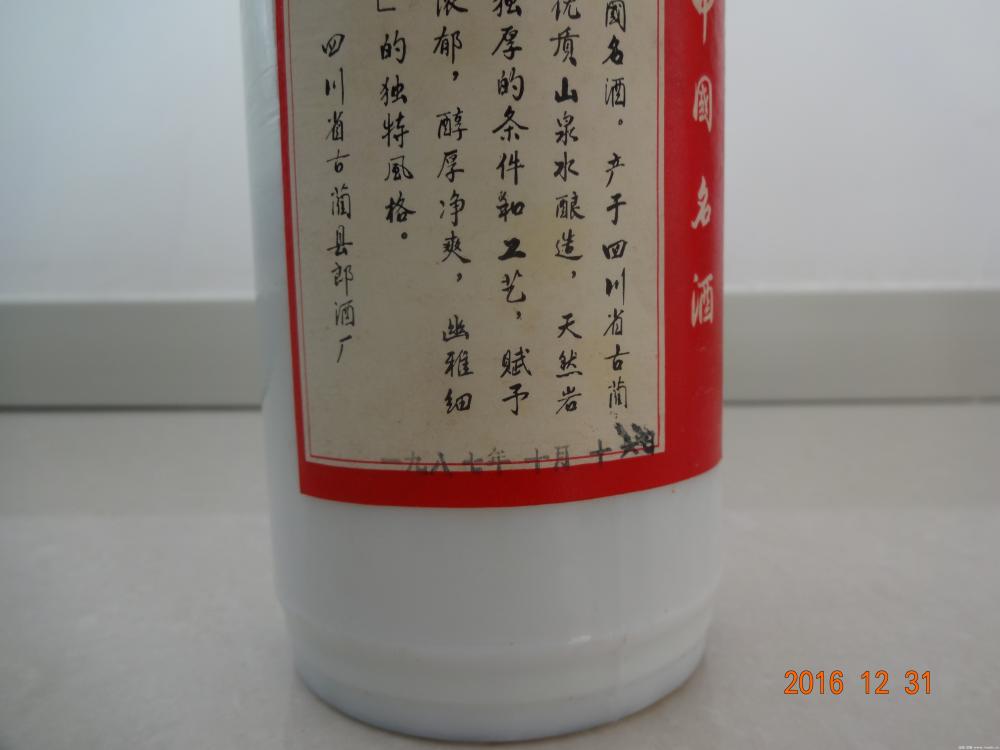 中國名酒
國名酒。产于四川省古蔺
优质山泉水酿造，天然岩
独厚的条件和工艺，赋予
浓郁，醇厚净爽，幽雅细
」的独特风格。
四川省古蔺县郎酒厂
一九八七年 十月 十
2016 12 31